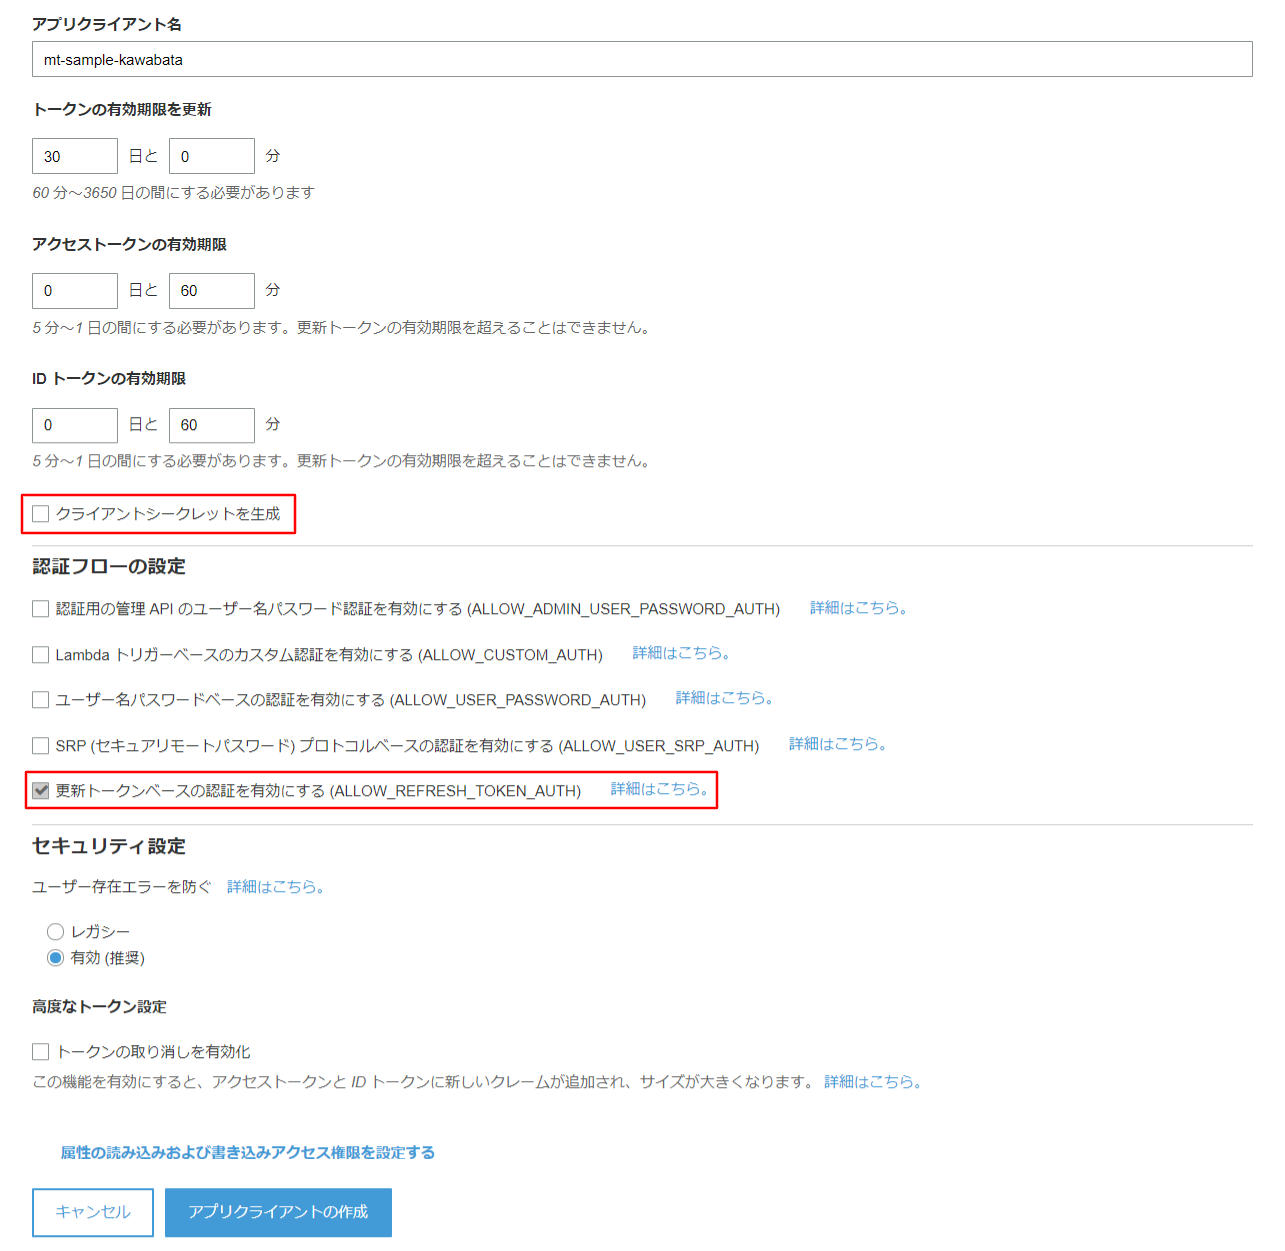 アプリクライアント名
mt-sample-kawabata
トークンの有効期限を更新
30 日と 0 分
60 分～3650 日の間にする必要があります
アクセストークンの有効期限
0 日と 60 分
5 分～1 日の間にする必要があります。更新トークンの有効期限を超えることはできません。
ID トークンの有効期限
0 日と 60 分
5 分～1 日の間にする必要があります。更新トークンの有効期限を超えることはできません。
クライアントシークレットを生成
認証フローの設定
認証用の管理 API のユーザー名パスワード認証を有効にする (ALLOW_ADMIN_USER_PASSWORD_AUTH) 詳細はこちら。
Lambda トリガーベースのカスタム認証を有効にする (ALLOW_CUSTOM_AUTH) 詳細はこちら。
ユーザー名パスワードベースの認証を有効にする (ALLOW_USER_PASSWORD_AUTH) 詳細はこちら。
SRP (セキュアリモートパスワード) プロトコルベースの認証を有効にする (ALLOW_USER_SRP_AUTH) 詳細はこちら。
更新トークンベースの認証を有効にする (ALLOW_REFRESH_TOKEN_AUTH) 詳細はこちら。
セキュリティ設定
ユーザー存在エラーを防ぐ 詳細はこちら。
レガシー
有効 (推奨)
高度なトークン設定
トークンの取り消しを有効化
この機能を有効にすると、アクセストークンと ID トークンに新しいクレームが追加され、サイズが大きくなります。 詳細はこちら。
属性の読み込みおよび書き込みアクセス権限を設定する
キャンセル アプリクライアントの作成